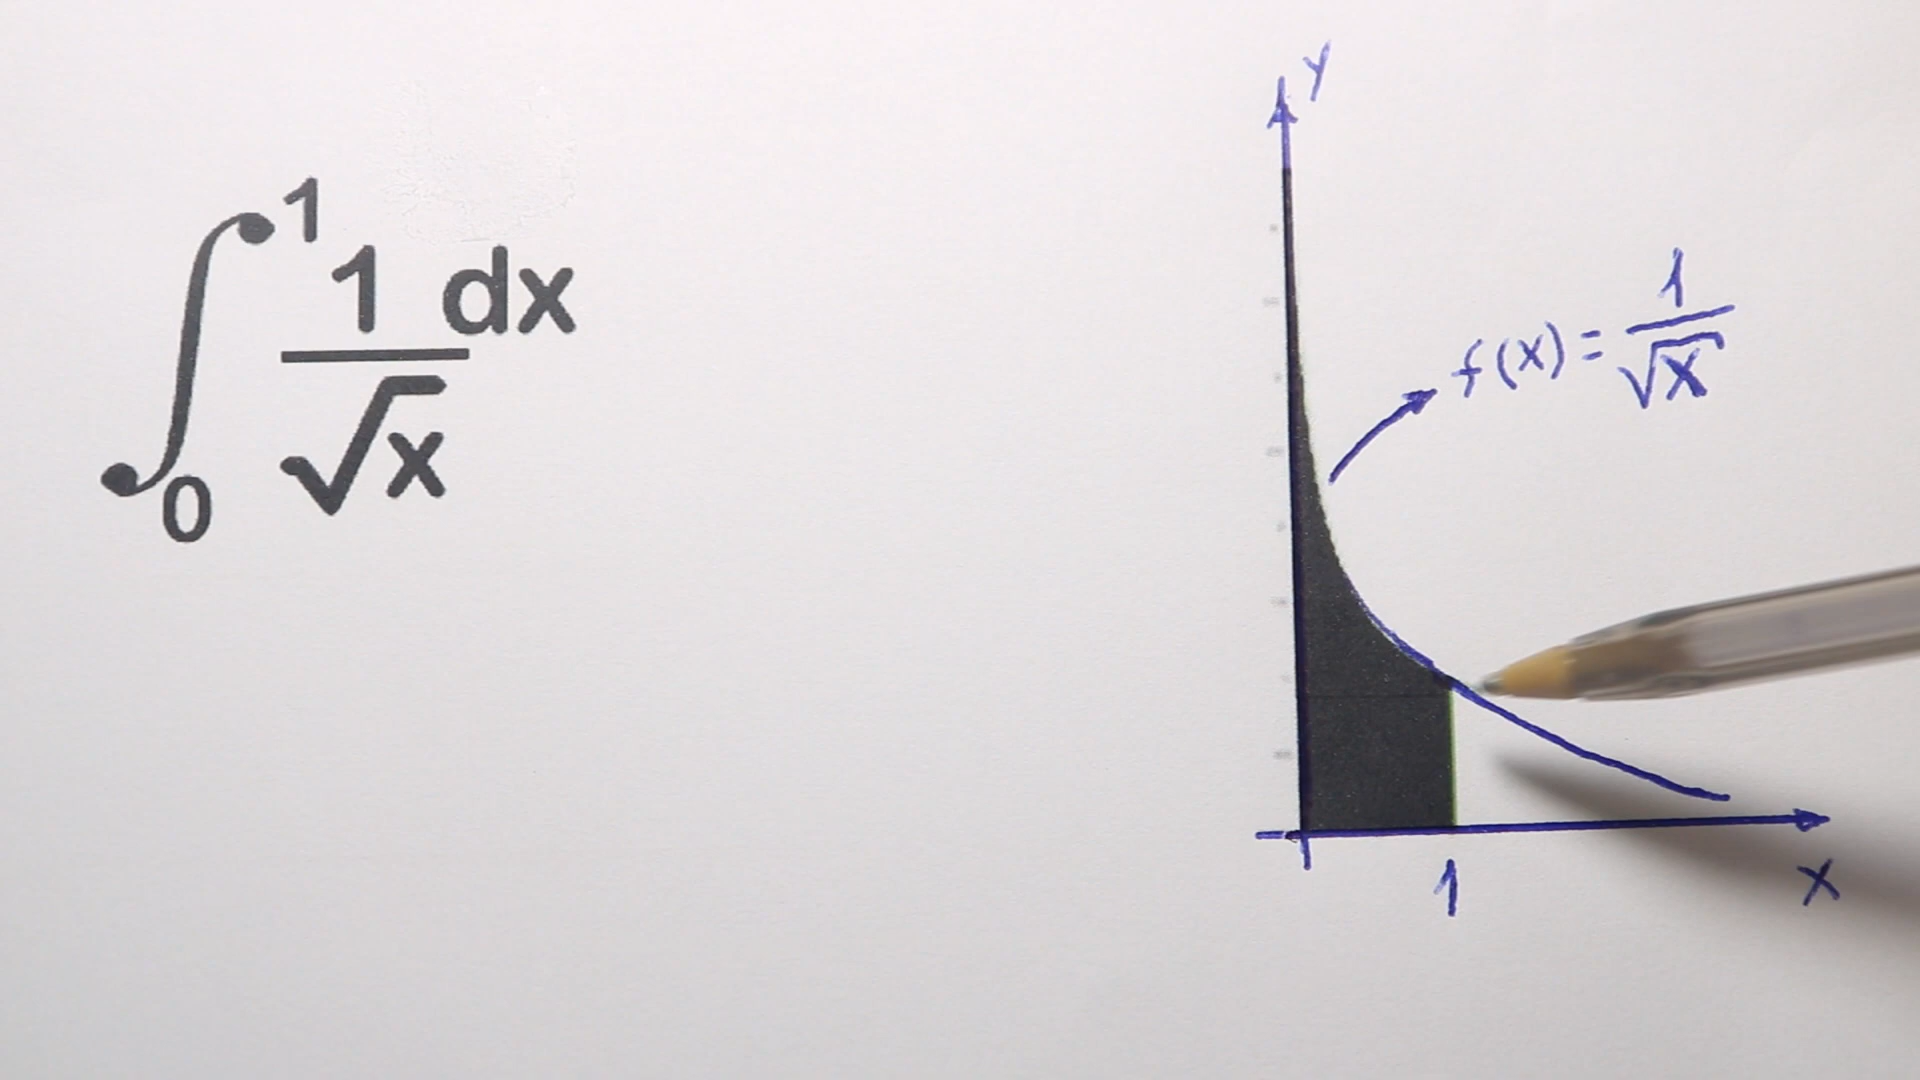 ∫₀¹ 1/√x dx
y
f(x) = 1/√x
1
x